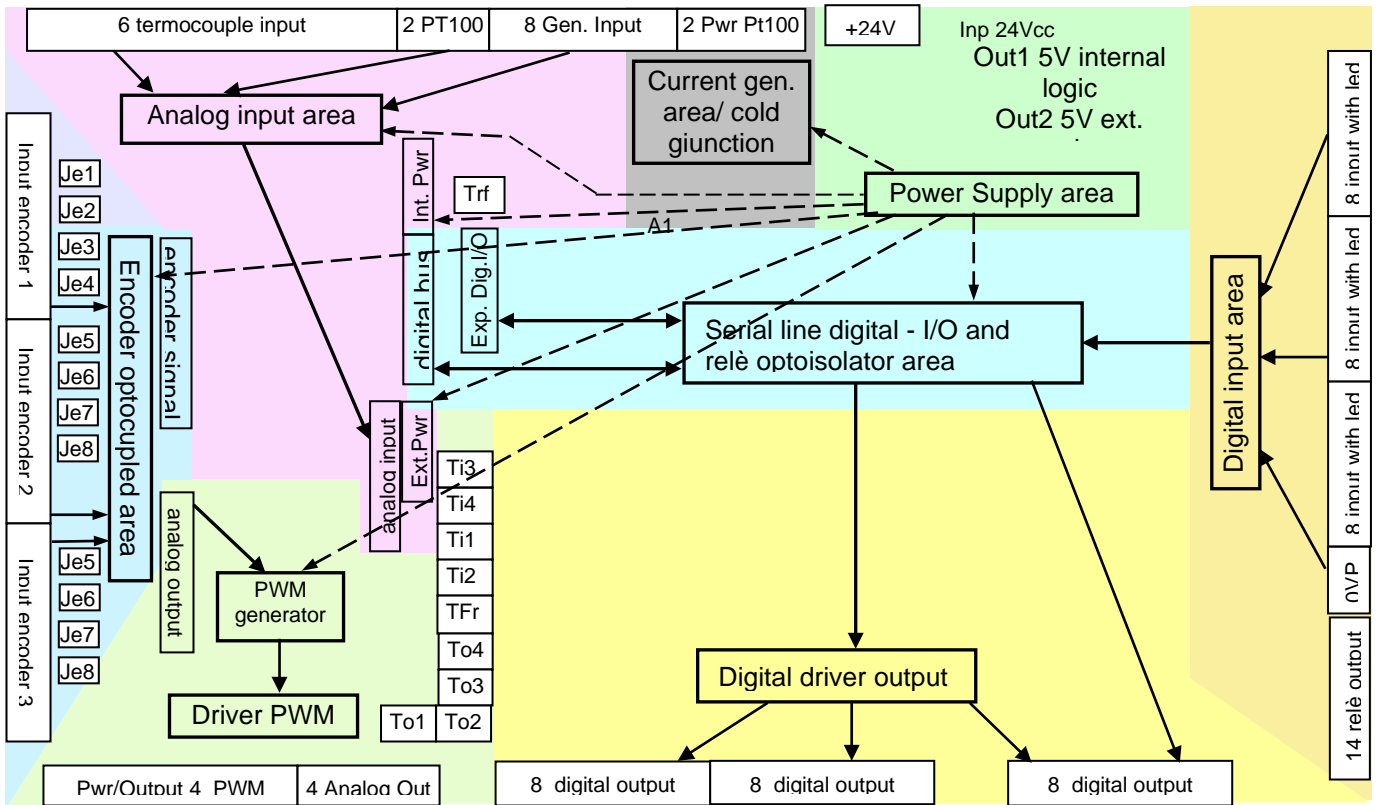 6 termocouple input
2 PT100
8 Gen. Input
2 Pwr Pt100
+24V
Inp 24Vcc
Out1 5V internal
logic
Out2 5V ext.
Current gen.
area/ cold
giunction
Analog input area
Power Supply area
Input encoder 1
Input encoder 2
Input encoder 3
Je1
Je2
Je3
Je4
Je5
Je6
Je7
Je8
Je5
Je6
Je7
Je8
Encoder optocupled area
encoder signal
Int. Pwr
Trf
A1
digital bus
Exp. Dig.I/O
Serial line digital - I/O and
relè optoisolator area
Digital input area
8 input with led
8 input with led
8 input with led
0VP
14 relè output
analog input
Ext.Pwr
Ti3
Ti4
Ti1
Ti2
TFr
To4
To3
To1
To2
analog output
PWM
generator
Driver PWM
Digital driver output
Pwr/Output 4 PWM
4 Analog Out
8 digital output
8 digital output
8 digital output